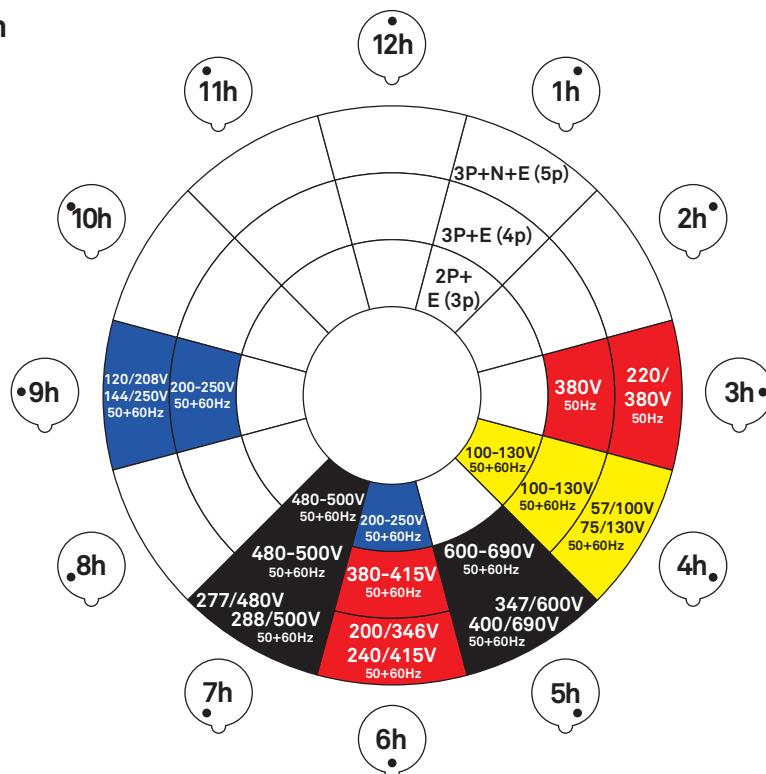 n
12h
11h
1h
10h
2h
3P+N+E (5p)
3P+E (4p)
2P+
E (3p)
9h
120/208V
144/250V
50+60Hz
200-250V
50+60Hz
380V
50Hz
220/
380V
50Hz
3h
100-130V
50+60Hz
100-130V
50+60Hz
57/100V
75/130V
50+60Hz
480-500V
50+60Hz
480-500V
50+60Hz
277/480V
288/500V
50+60Hz
200-250V
50+60Hz
380-415V
50+60Hz
200/346V
240/415V
50+60Hz
600-690V
50+60Hz
347/600V
400/690V
50+60Hz
8h
4h
7h
5h
6h